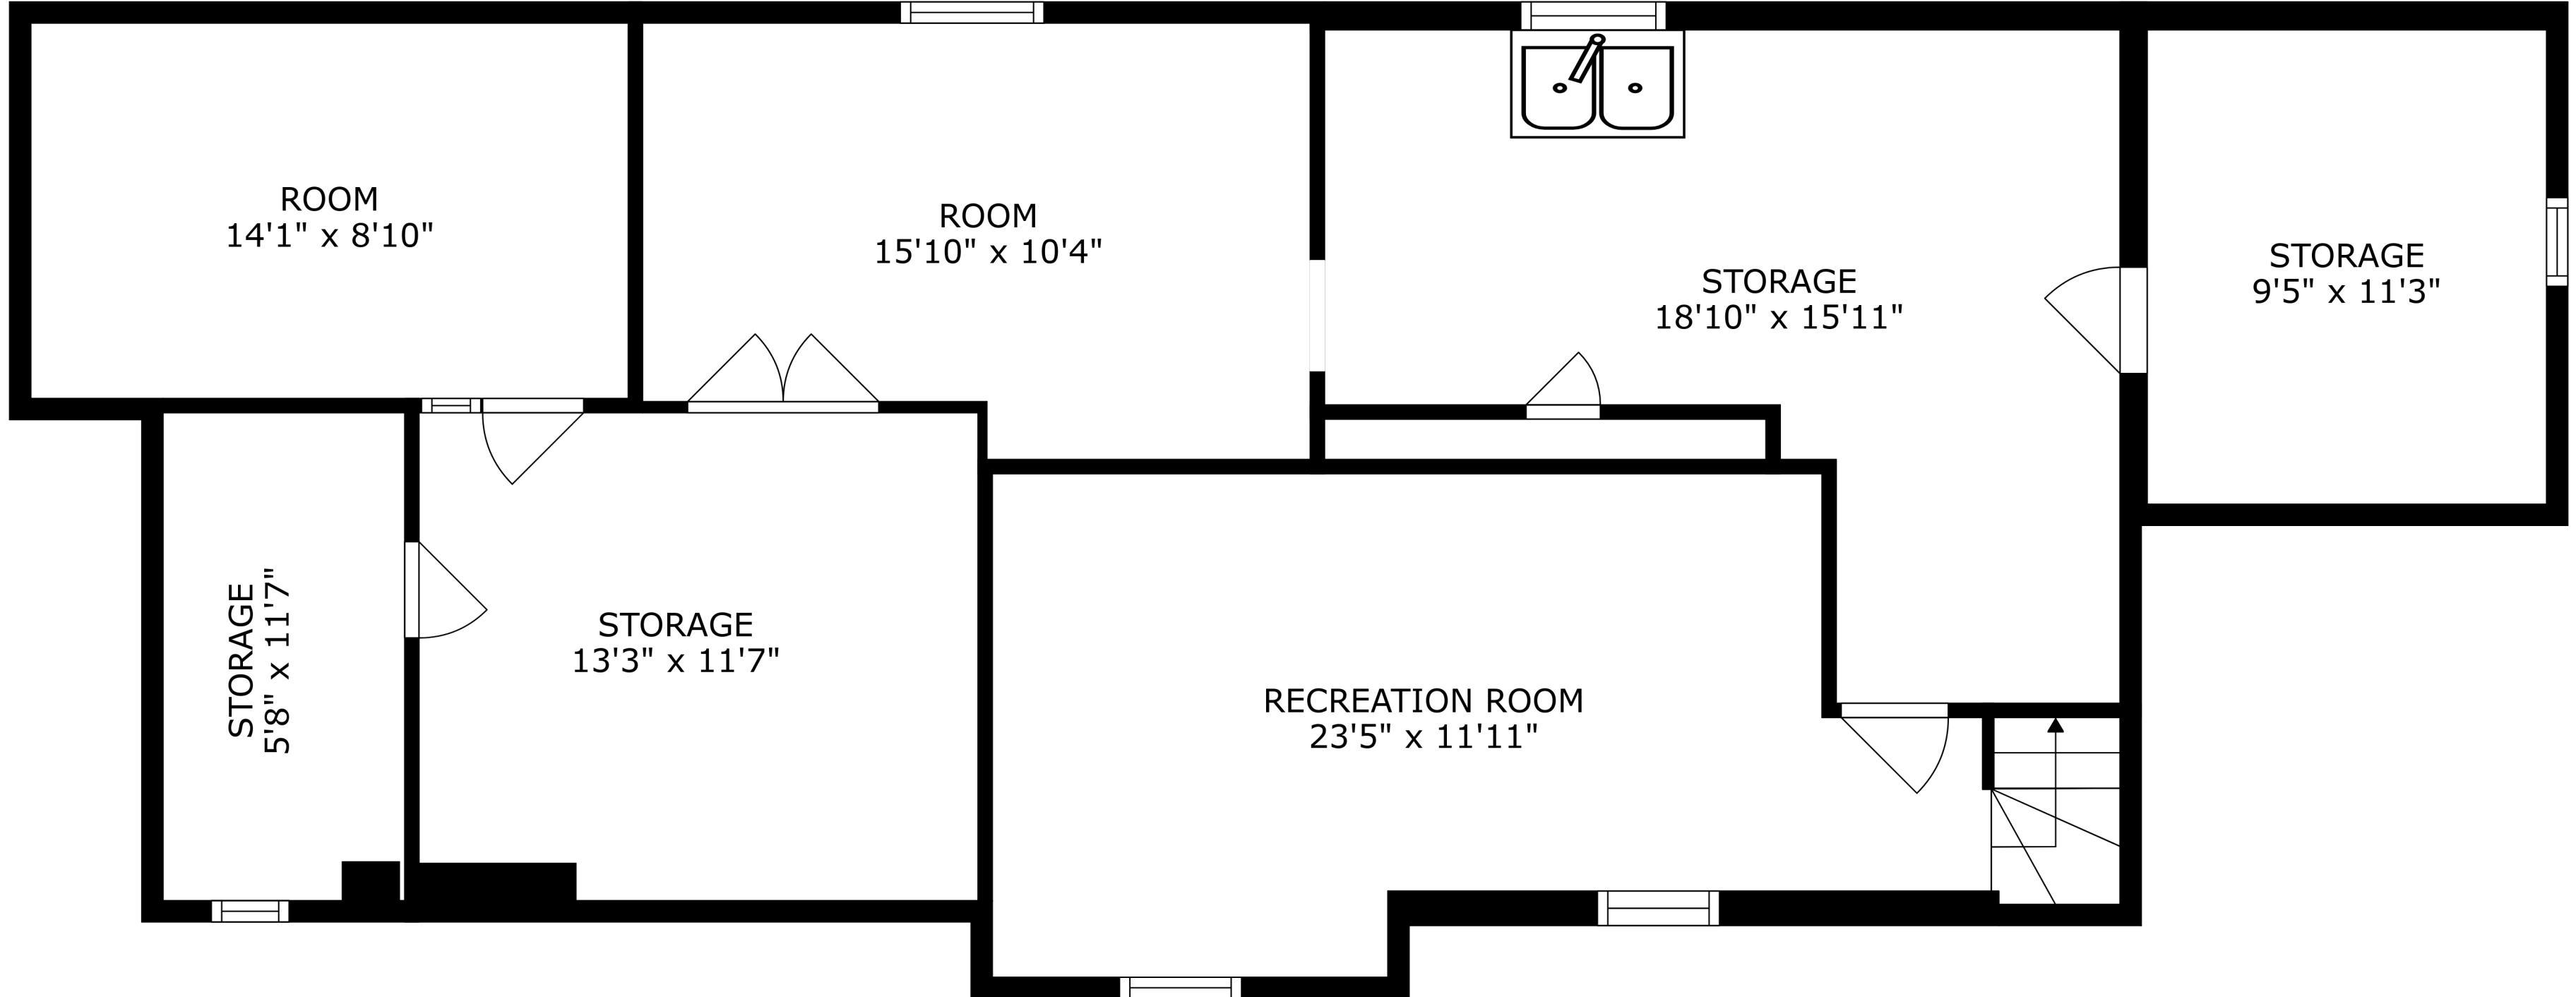 ROOM
14'1" x 8'10"
ROOM
15'10" x 10'4"
STORAGE
18'10" x 15'11"
STORAGE
9'5" x 11'3"
STORAGE
5'8" x 11'7"
STORAGE
13'3" x 11'7"
RECREATION ROOM
23'5" x 11'11"